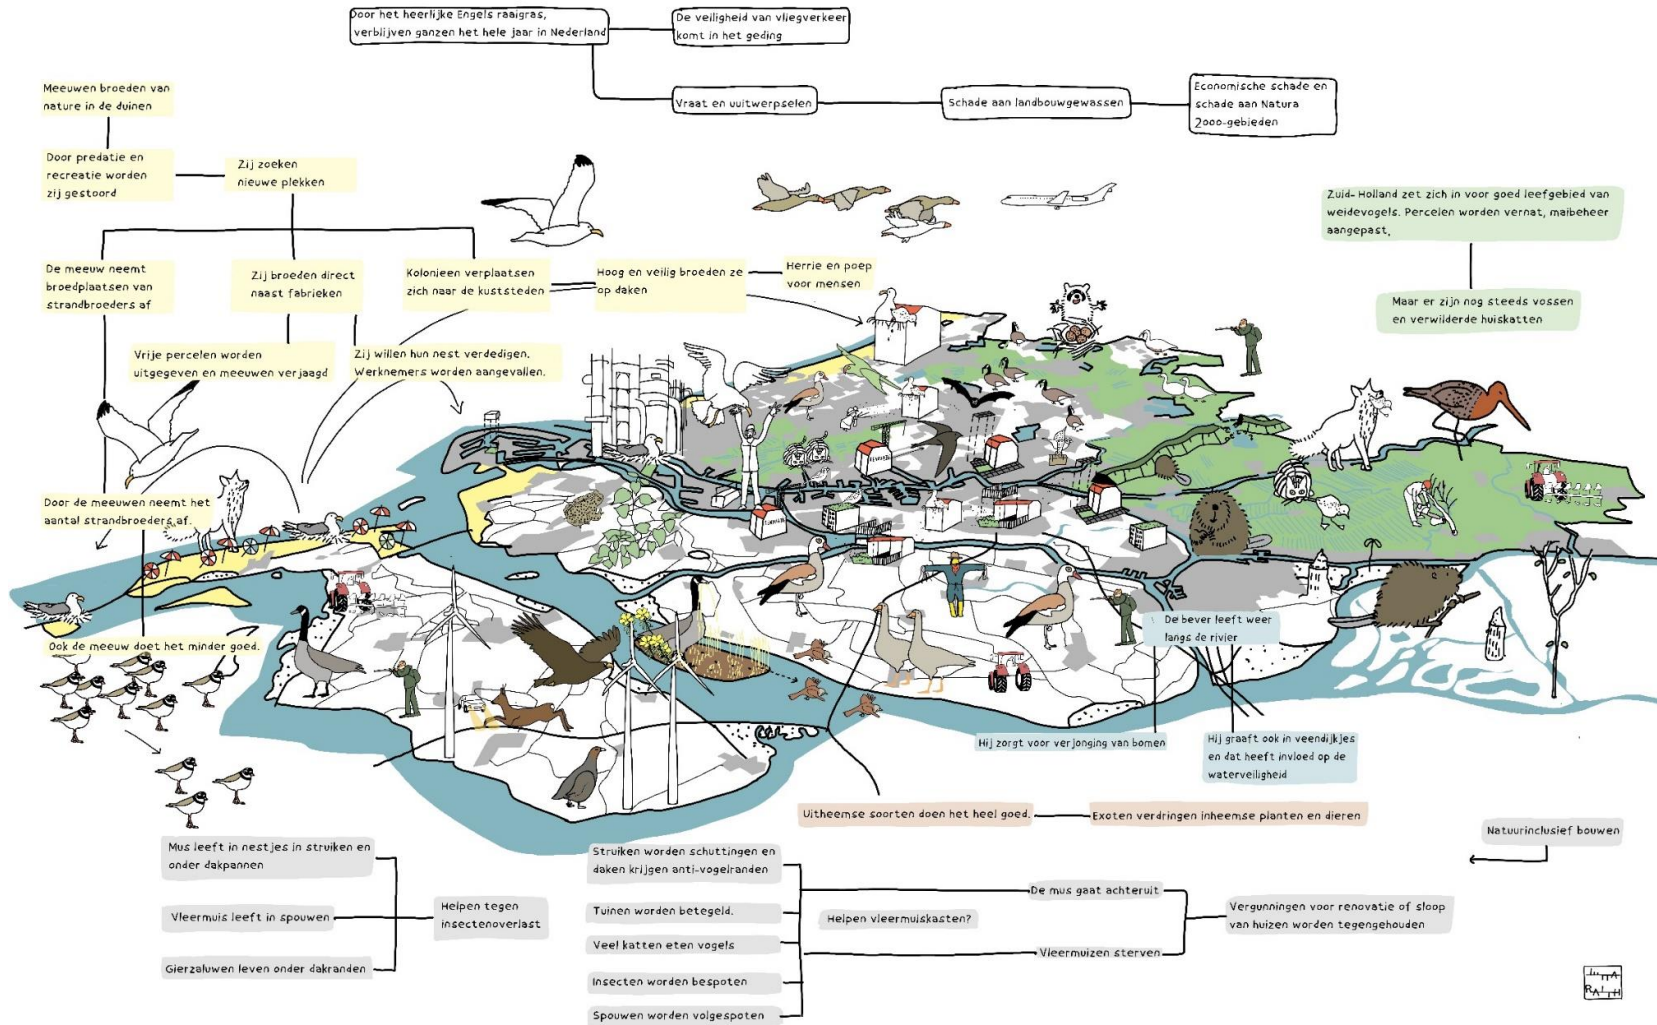 Door het heerlijke Engels raaigras,
verblijven ganzen het hele jaar in Nederland
De veiligheid van vliegverkeer
komt in het geding
Vraat en uuitwerpselen
Schade aan landbouwgewassen
Economische schade en
schade aan Natura
2000-gebieden
Meeuwen broeden van
nature in de duinen
Door predatie en
recreatie worden
zij gestoord
Zij zoeken
nieuwe plekken
De meeuw neemt
broedplaatsen van
strandbroeders af
Zij broeden direct
naast fabrieken
Kolonieen verplaatsen
zich naar de kuststeden
Hoog en veilig broeden ze
op daken
Herrie en poep
voor mensen
Vrije percelen worden
uitgegeven en meeuwen verjaagd
Zij willen hun nest verdedigen.
Werknemers worden aangevallen.
Door de meeuwen neemt het
aantal strandbroeders af.
Ook de meeuw doet het minder goed.
Zuid-Holland zet zich in voor goed leefgebied van
weidevogels. Percelen worden vernat, maibeheer
aangepast.
Maar er zijn nog steeds vossen
en verwilderde huiskatten
De bever leeft weer
langs de rivier
Hij zorgt voor verjonging van bomen
Hij graaft ook in veendijkjes
en dat heeft invloed op de
waterveiligheid
Uitheemse soorten doen het heel goed.
Exoten verdringen inheemse planten en dieren
Mus leeft in nestjes in struiken en
onder dakpannen
Vleermuis leeft in spouwen
Gierzaluwen leven onder dakranden
Helpen tegen
insectenoverlast
Struiken worden schuttingen en
daken krijgen anti-vogelranden
Tuinen worden betegeld.
Veel katten eten vogels
Insecten worden bespoten
Spouwen worden volgespoten
Helpen vleermuiskasten?
De mus gaat achteruit
Vleermuizen sterven
Vergunningen voor renovatie of sloop
van huizen worden tegengehouden
Natuurinclusief bouwen